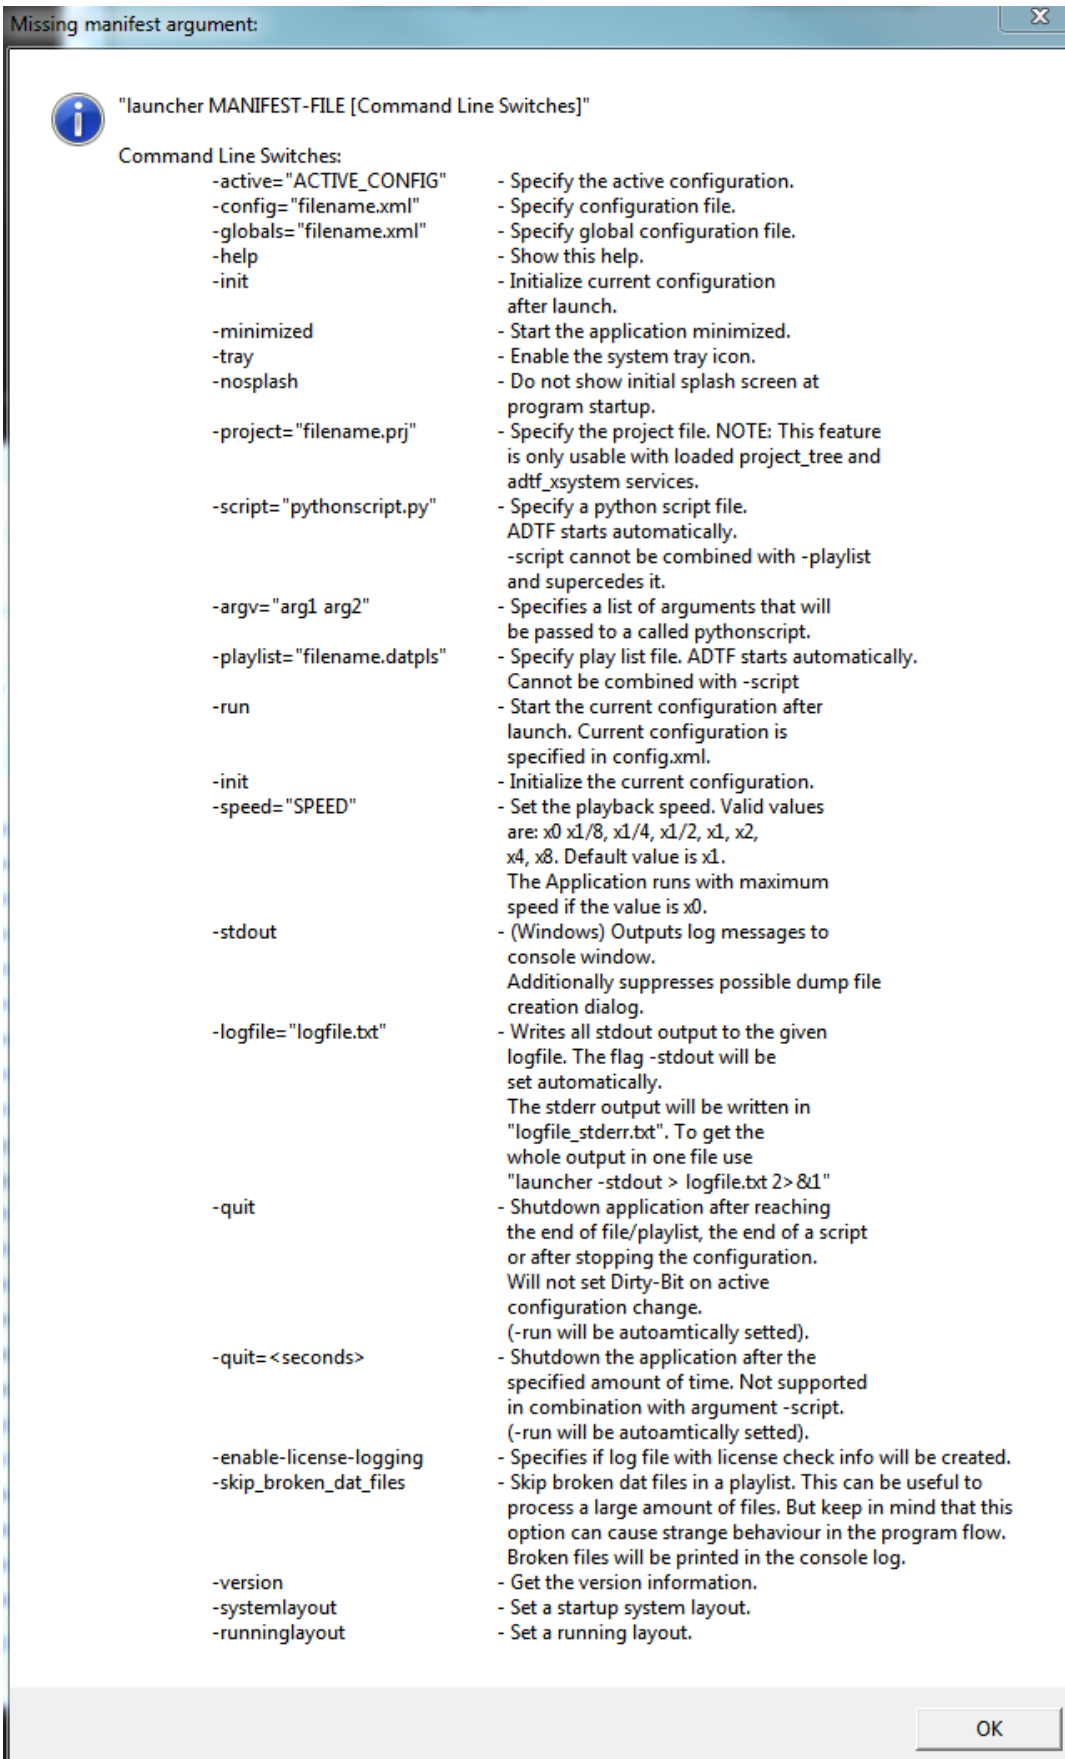 Missing manifest argument:
"launcher MANIFEST-FILE [Command Line Switches]"
Command Line Switches:
-active="ACTIVE_CONFIG" - Specify the active configuration.
-config="filename.xml" - Specify configuration file.
-globals="filename.xml" - Specify global configuration file.
-help - Show this help.
-init - Initialize current configuration
after launch.
-minimized - Start the application minimized.
-tray - Enable the system tray icon.
-nosplash - Do not show initial splash screen at
program startup.
-project="filename.prj" - Specify the project file. NOTE: This feature
is only usable with loaded project_tree and
adtf_xsystem services.
-script="pythonscript.py" - Specify a python script file.
ADTF starts automatically.
-script cannot be combined with -playlist
and supercedes it.
-argv="arg1 arg2" - Specifies a list of arguments that will
be passed to a called pythonscript.
-playlist="filename.datpls" - Specify play list file. ADTF starts automatically.
Cannot be combined with -script
-run - Start the current configuration after
launch. Current configuration is
specified in config.xml.
-init - Initialize the current configuration.
-speed="SPEED" - Set the playback speed. Valid values
are: x0 x1/8, x1/4, x1/2, x1, x2,
x4, x8. Default value is x1.
The Application runs with maximum
speed if the value is x0.
-stdout - (Windows) Outputs log messages to
console window.
Additionally suppresses possible dump file
creation dialog.
-logfile="logfile.txt" - Writes all stdout output to the given
logfile. The flag -stdout will be
set automatically.
The stderr output will be written in
"logfile_stderr.txt". To get the
whole output in one file use
"launcher -stdout > logfile.txt 2>&1"
-quit - Shutdown application after reaching
the end of file/playlist, the end of a script
or after stopping the configuration.
Will not set Dirty-Bit on active
configuration change.
(-run will be autoamtically setted).
-quit=<seconds> - Shutdown the application after the
specified amount of time. Not supported
in combination with argument -script.
(-run will be autoamtically setted).
-enable-license-logging - Specifies if log file with license check info will be created.
-skip_broken_dat_files - Skip broken dat files in a playlist. This can be useful to
process a large amount of files. But keep in mind that this
option can cause strange behaviour in the program flow.
Broken files will be printed in the console log.
-version - Get the version information.
-systemlayout - Set a startup system layout.
-runninglayout - Set a running layout.
OK